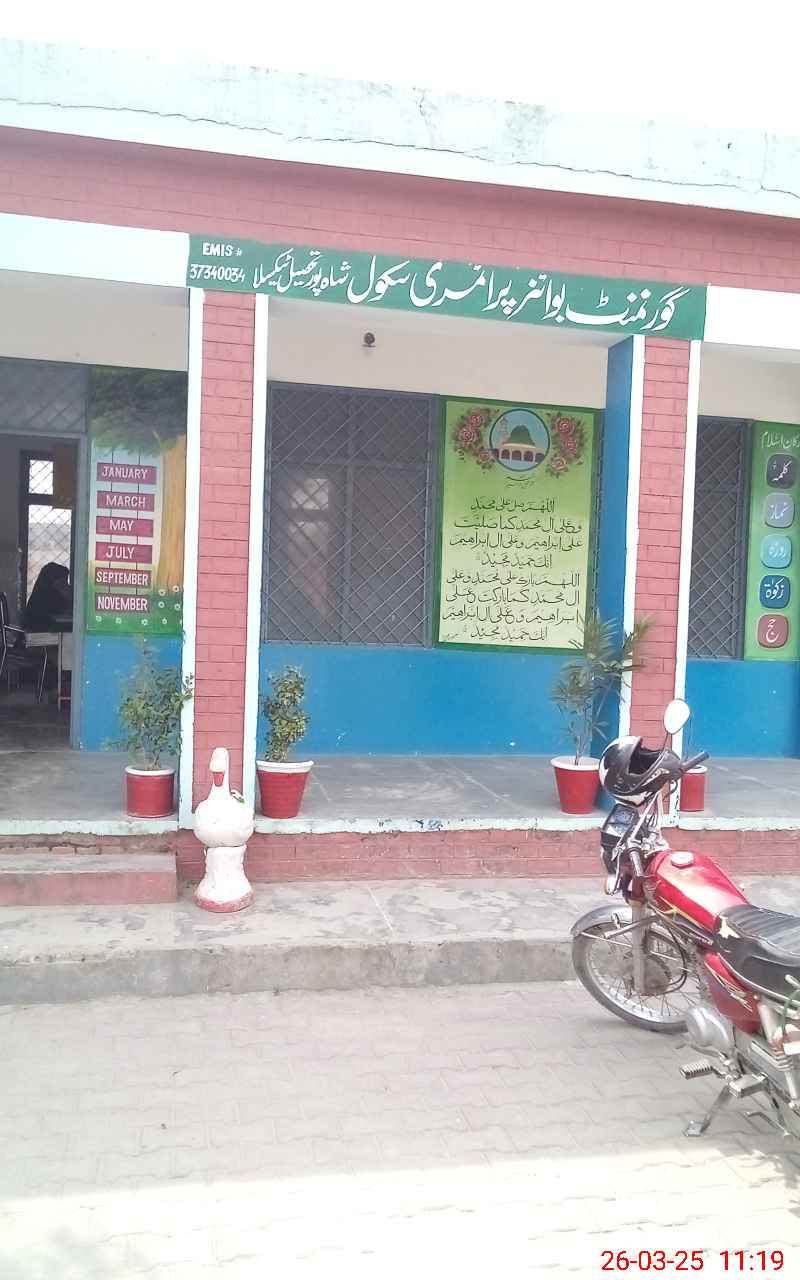 EMIS #
37340034
گورنمنٹ بوائز پرائمری سکول شاہ پور تحصیل ٹیکسلا
JANUARY
MARCH
MAY
JULY
SEPTEMBER
NOVEMBER
اللهم صل على محمد
وعلى ال محمد كما صليت
على ابراهيم وعلى ال ابراهيم
انك حميد مجيد
اللهم بارك على محمد وعلى
ال محمد كما باركت على
ابراهيم وعلى ال ابراهيم
انك حميد مجيد
ارکان اسلام
کلمہ
نماز
روزہ
زکوٰۃ
حج
26-03-25 11:19